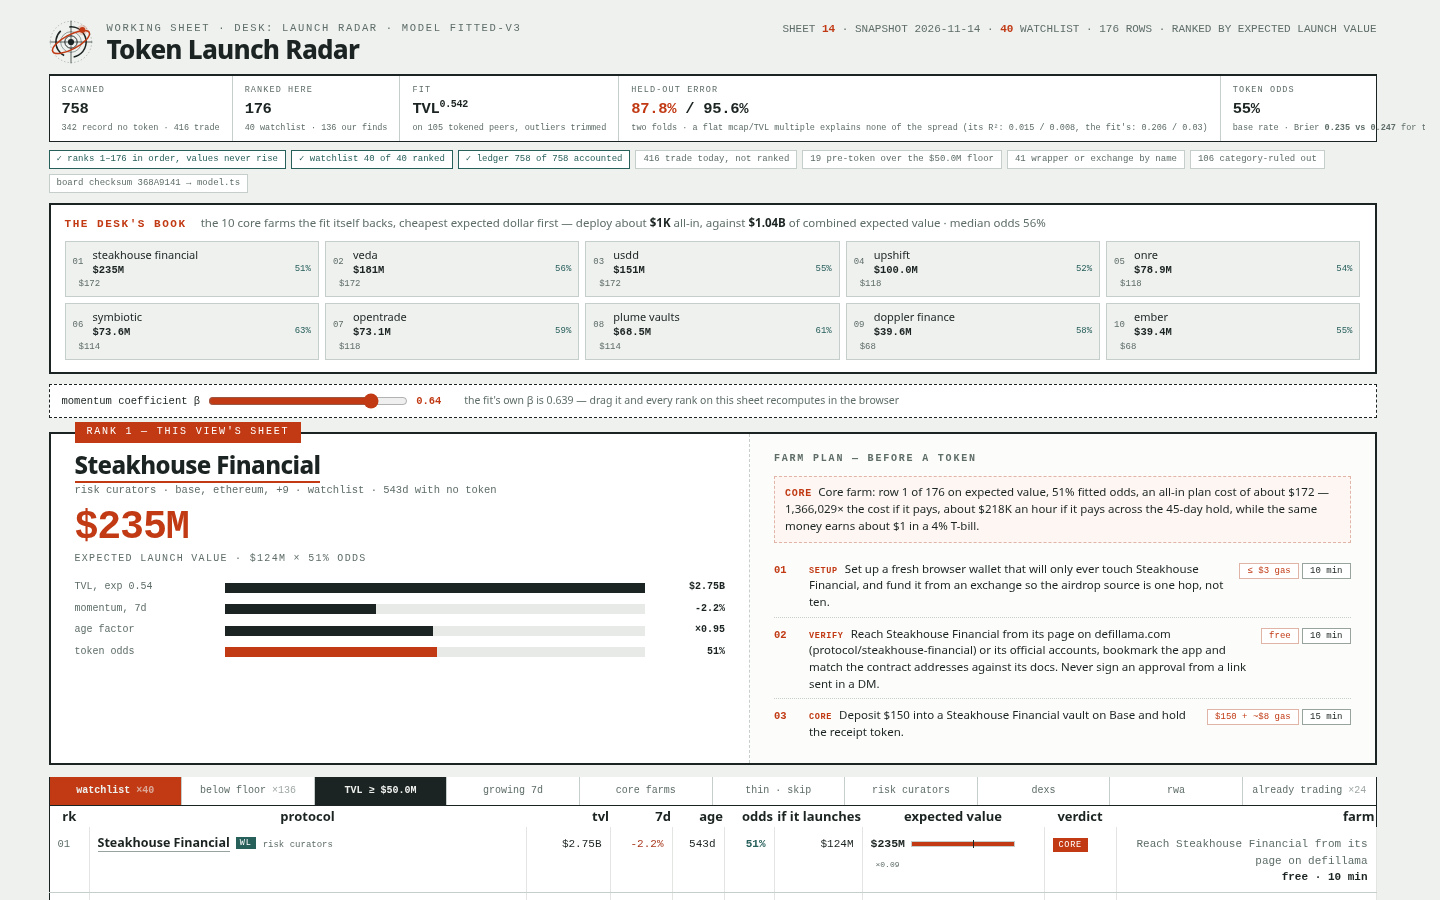 WORKING SHEET · DESK: LAUNCH RADAR · MODEL FITTED-V3
Token Launch Radar
SHEET 14 · SNAPSHOT 2026-11-14 · 40 WATCHLIST · 176 ROWS · RANKED BY EXPECTED LAUNCH VALUE
SCANNED
758
342 record no token · 416 trade
RANKED HERE
176
40 watchlist · 136 our finds
FIT
TVL0.542
on 105 tokened peers, outliers trimmed
HELD-OUT ERROR
87.8% / 95.6%
two folds · a flat mcap/TVL multiple explains none of the spread (its R²: 0.015 / 0.008, the fit's: 0.206 / 0.03)
TOKEN ODDS
55%
base rate · Brier 0.235 vs 0.247 for t
✓ ranks 1–176 in order, values never rise
✓ watchlist 40 of 40 ranked
✓ ledger 758 of 758 accounted
416 trade today, not ranked
19 pre-token over the $50.0M floor
41 wrapper or exchange by name
106 category-ruled out
board checksum 368A9141 → model.ts
THE DESK'S BOOK the 10 core farms the fit itself backs, cheapest expected dollar first — deploy about $1K all-in, against $1.04B of combined expected value · median odds 56%
01 steakhouse financial $235M $172 51%
02 veda $181M $172 56%
03 usdd $151M $172 55%
04 upshift $100.0M $118 52%
05 onre $78.9M $118 54%
06 symbiotic $73.6M $114 63%
07 opentrade $73.1M $118 59%
08 plume vaults $68.5M $114 61%
09 doppler finance $39.6M $68 58%
10 ember $39.4M $68 55%
momentum coefficient β 0.64 the fit's own β is 0.639 — drag it and every rank on this sheet recomputes in the browser
RANK 1 — THIS VIEW'S SHEET
Steakhouse Financial
risk curators · base, ethereum, +9 · watchlist · 543d with no token
$235M
EXPECTED LAUNCH VALUE · $124M × 51% ODDS
TVL, exp 0.54 $2.75B
momentum, 7d -2.2%
age factor ×0.95
token odds 51%
FARM PLAN — BEFORE A TOKEN
CORE Core farm: row 1 of 176 on expected value, 51% fitted odds, an all-in plan cost of about $172 —
1,366,029× the cost if it pays, about $218K an hour if it pays across the 45-day hold, while the same
money earns about $1 in a 4% T-bill.
01 SETUP Set up a fresh browser wallet that will only ever touch Steakhouse
Financial, and fund it from an exchange so the airdrop source is one hop, not
ten.
≤ $3 gas 10 min
02 VERIFY Reach Steakhouse Financial from its page on defillama.com
(protocol/steakhouse-financial) or its official accounts, bookmark the app and
match the contract addresses against its docs. Never sign an approval from a link
sent in a DM.
free 10 min
03 CORE Deposit $150 into a Steakhouse Financial vault on Base and hold
the receipt token.
$150 + ~$8 gas 15 min
watchlist ×40
below floor ×136
TVL ≥ $50.0M
growing 7d
core farms
thin · skip
risk curators
dexs
rwa
already trading ×24
rk protocol tvl 7d age odds if it launches expected value verdict farm
01 Steakhouse Financial WL risk curators $2.75B -2.2% 543d 51% $124M $235M ×0.09 CORE Reach Steakhouse Financial from its
page on defillama
free · 10 min